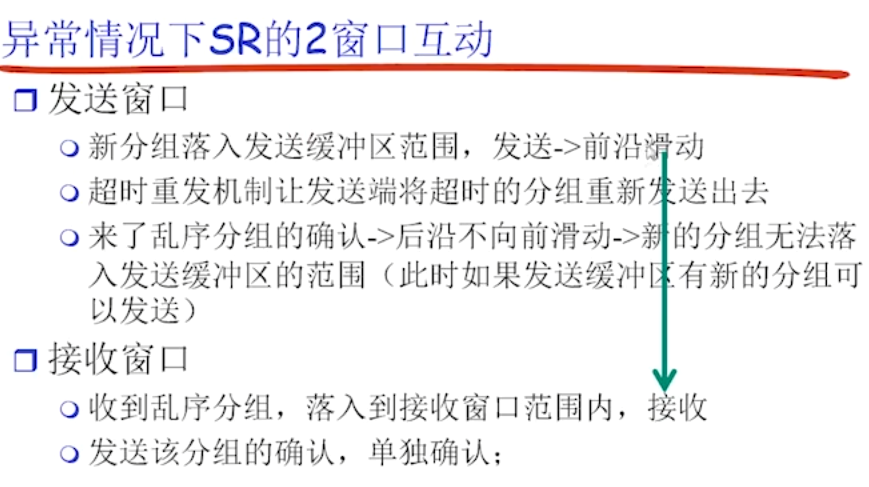 异常情况下SR的2窗口互动
发送窗口
新分组落入发送缓冲区范围，发送->前沿滑动
超时重发机制让发送端将超时的分组重新发送出去
来了乱序分组的确认->后沿不向前滑动->新的分组无法落
入发送缓冲区的范围（此时如果发送缓冲区有新的分组可
以发送）
接收窗口
收到乱序分组，落入到接收窗口范围内，接收
发送该分组的确认，单独确认；